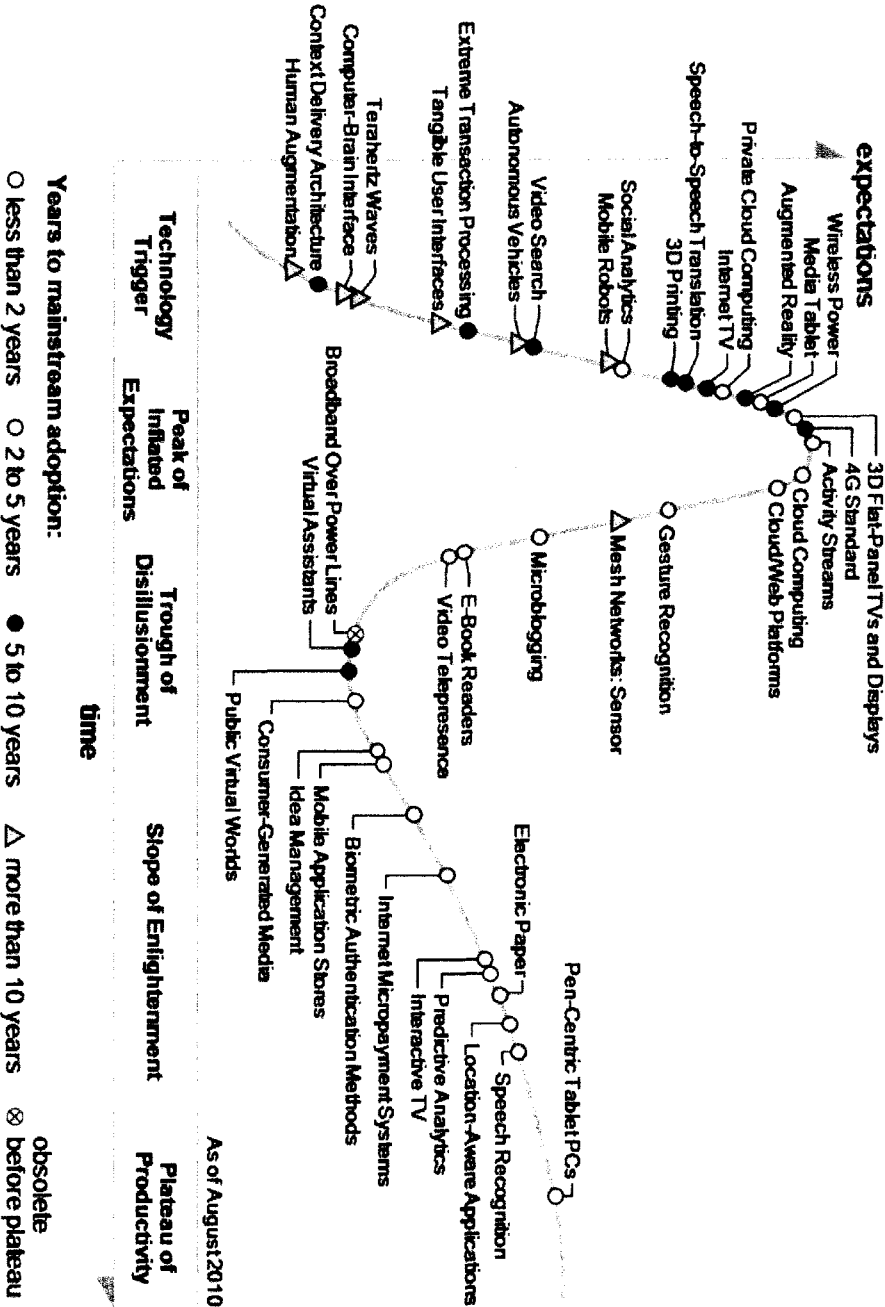 expectations
3D Flat-Panel TVs and Displays
4G Standard
Activity Streams
Wireless Power
Media Tablet
Augmented Reality
Private Cloud Computing
Internet TV
Speech-to-Speech Translation
3D Printing
Social Analytics
Mobile Robots
Video Search
Autonomous Vehicles
Extreme Transaction Processing
Tangible User Interfaces
Terahertz Waves
Computer-Brain Interface
Context Delivery Architecture
Human Augmentation
Cloud Computing
Cloud/Web Platforms
Gesture Recognition
Mesh Networks: Sensor
Microblogging
E-Book Readers
Video Telepresence
Broadband Over Power Lines
Virtual Assistants
Public Virtual Worlds
Consumer-Generated Media
Idea Management
Mobile Application Stores
Biometric Authentication Methods
Internet Micropayment Systems
Interactive TV
Predictive Analytics
Electronic Paper
Location-Aware Applications
Speech Recognition
Pen-Centric Tablet PCs
As of August 2010
Technology
Trigger
Peak of
Inflated
Expectations
Trough of
Disillusionment
Slope of Enlightenment
Plateau of
Productivity
time
Years to mainstream adoption:
less than 2 years
2 to 5 years
5 to 10 years
more than 10 years
obsolete
before plateau